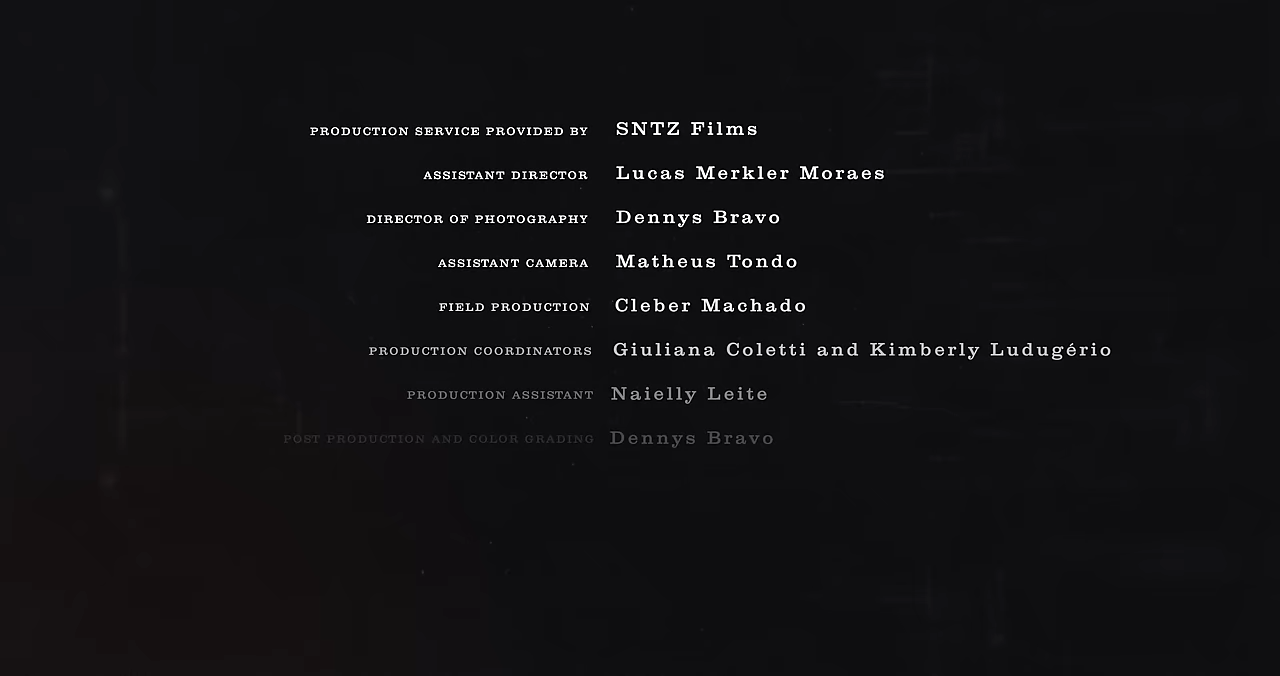 PRODUCTION SERVICE PROVIDED BY SNTZ Films
ASSISTANT DIRECTOR Lucas Merkler Moraes
DIRECTOR OF PHOTOGRAPHY Dennys Bravo
ASSISTANT CAMERA Matheus Tondo
FIELD PRODUCTION Cleber Machado
PRODUCTION COORDINATORS Giuliana Coletti and Kimberly Ludugério
PRODUCTION ASSISTANT Naielly Leite
POST PRODUCTION AND COLOR GRADING Dennys Bravo